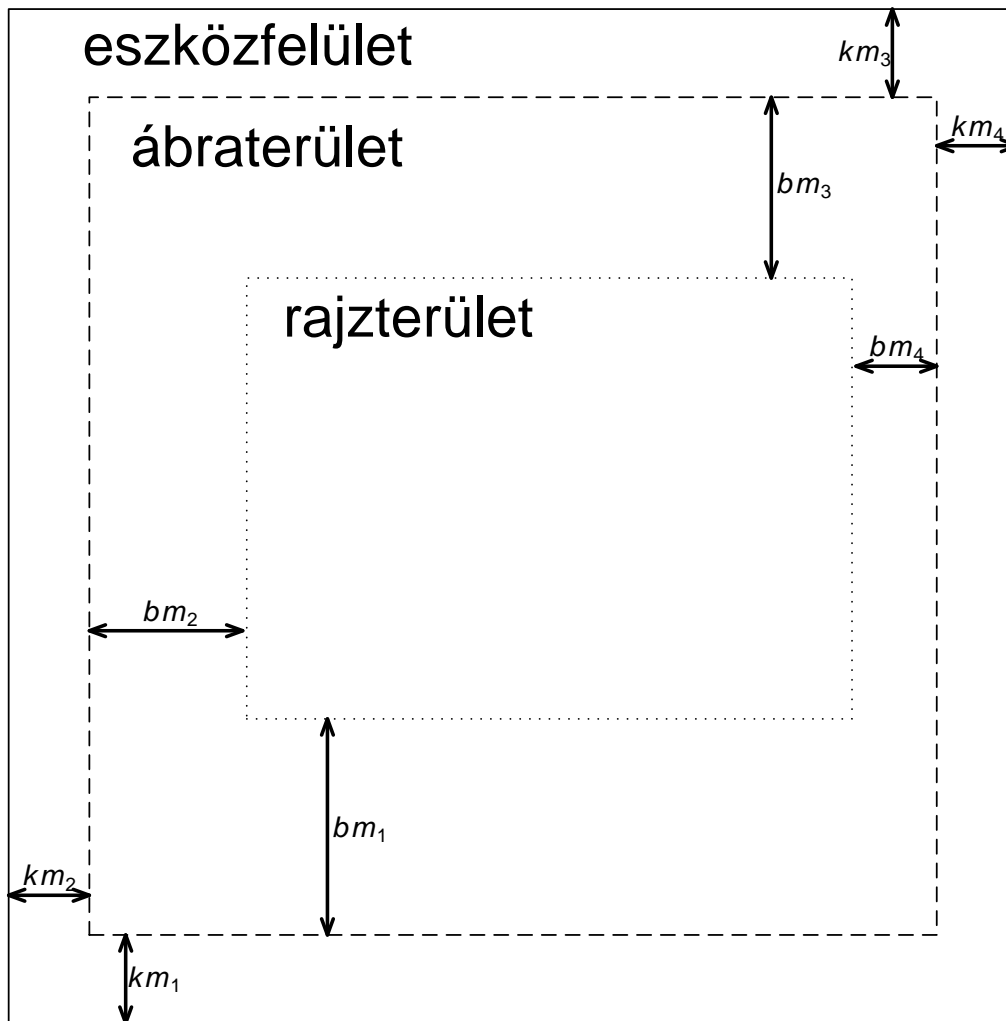 eszközfelület
km₃
ábraterület
km₄
bm₃
rajzterület
bm₄
bm₂
bm₁
km₂
km₁